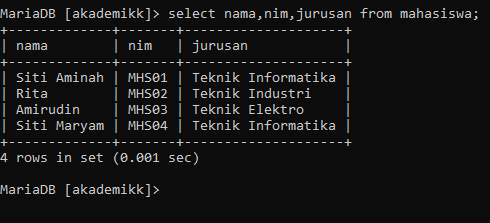 MariaDB [akademikk]> select nama,nim,jurusan from mahasiswa;
+-------------+-------+--------------------+
| nama        | nim   | jurusan            |
+-------------+-------+--------------------+
| Siti Aminah | MHS01 | Teknik Informatika |
| Rita        | MHS02 | Teknik Industri    |
| Amirudin    | MHS03 | Teknik Elektro     |
| Siti Maryam | MHS04 | Teknik Informatika |
+-------------+-------+--------------------+
4 rows in set (0.001 sec)
MariaDB [akademikk]>